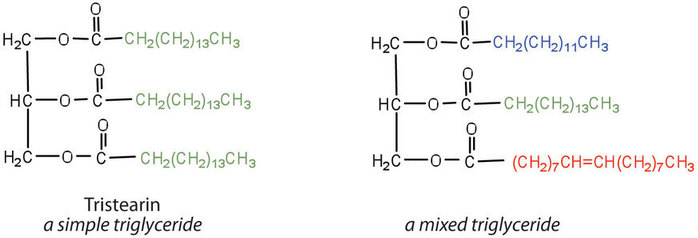 O
H₂C—O—C—CH₂(CH₂)₁₃CH₃
O
HC—O—C—CH₂(CH₂)₁₃CH₃
O
H₂C—O—C—CH₂(CH₂)₁₃CH₃
Tristearin
a simple triglyceride
O
H₂C—O—C—CH₂(CH₂)₁₁CH₃
O
HC—O—C—CH₂(CH₂)₁₃CH₃
O
H₂C—O—C—(CH₂)₇CH=CH(CH₂)₇CH₃
a mixed triglyceride